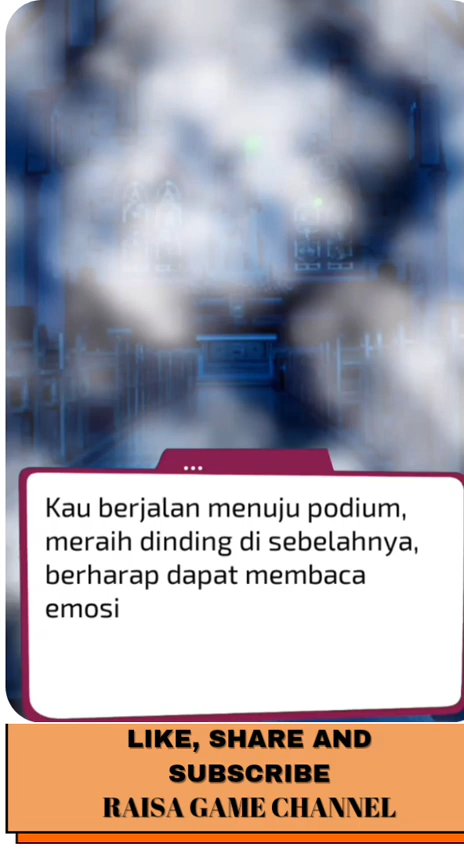 ...
Kau berjalan menuju podium,
meraih dinding di sebelahnya,
berharap dapat membaca
emosi
LIKE, SHARE AND
SUBSCRIBE
RAISA GAME CHANNEL